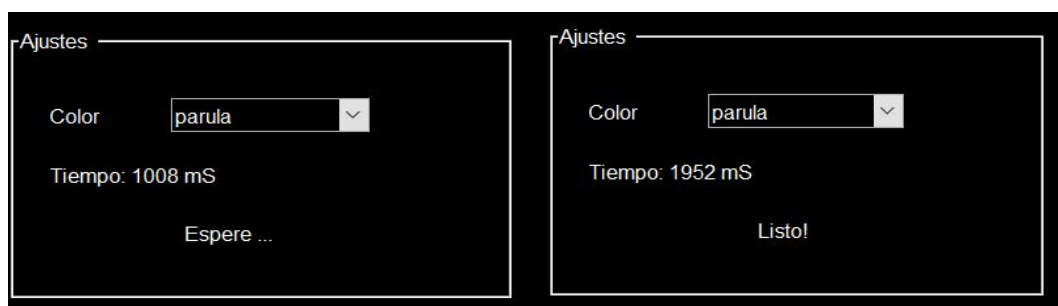 Ajustes
Color parula
Tiempo: 1008 mS
Espere ...
Ajustes
Color parula
Tiempo: 1952 mS
Listo!